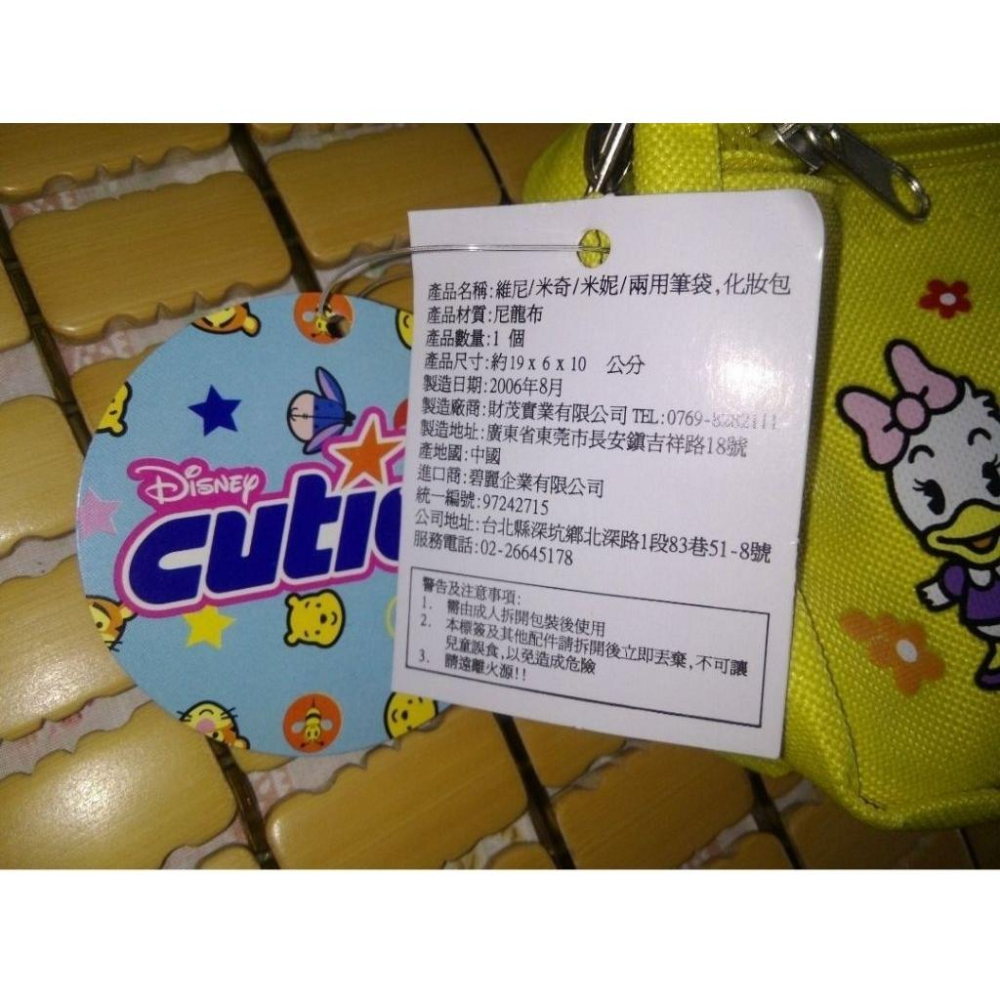 DISNEY
cutie
產品名稱:維尼/米奇/米妮/兩用筆袋,化妝包
產品材質:尼龍布
產品數量:1 個
產品尺寸:約19 x 6 x 10 公分
製造日期:2006年8月
製造廠商:財茂實業有限公司 TEL:0769-8282111
製造地址:廣東省東莞市長安鎮吉祥路18號
產地國:中國
進口商:碧麗企業有限公司
統一編號:97242715
公司地址:台北縣深坑鄉北深路1段83巷51-8號
服務電話:02-26645178
警告及注意事項:
1. 需由成人拆開包裝後使用
2. 本標簽及其他配件請拆開後立即丟棄,不可讓
兒童誤食,以免造成危險
3. 請遠離火源!!